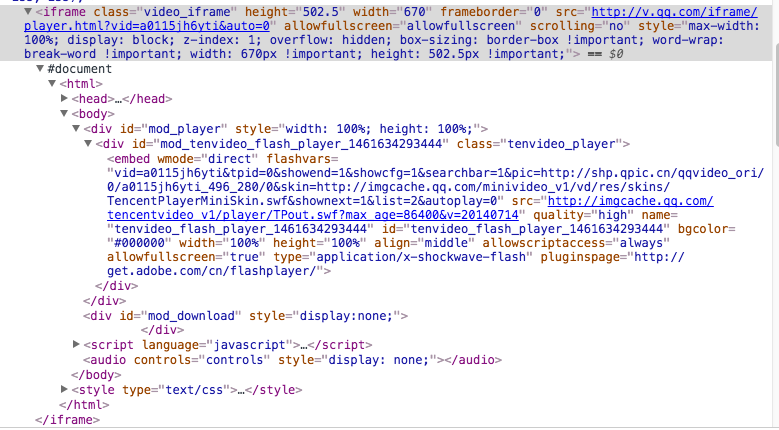 <iframe class="video_iframe" height="502.5" width="670" frameborder="0" src="http://v.qq.com/iframe/
player.html?vid=a0115jh6yti&auto=0" allowfullscreen="allowfullscreen" scrolling="no" style="max-width:
100%; display: block; z-index: 1; overflow: hidden; box-sizing: border-box !important; word-wrap:
break-word !important; width: 670px !important; height: 502.5px !important;"> == $0
#document
<html>
<head>…</head>
<body>
<div id="mod_player" style="width: 100%; height: 100%;">
<div id="mod_tenvideo_flash_player_1461634293444" class="tenvideo_player">
<embed wmode="direct" flashvars=
"vid=a0115jh6yti&tpid=0&showend=1&showcfg=1&searchbar=1&pic=http://shp.qpic.cn/qqvideo_ori/
0/a0115jh6yti_496_280/0&skin=http://imgcache.qq.com/minivideo_v1/vd/res/skins/
TencentPlayerMiniSkin.swf&shownext=1&list=2&autoplay=0" src="http://imgcache.qq.com/
tencentvideo_v1/player/TPout.swf?max_age=86400&v=20140714" quality="high" name=
"tenvideo_flash_player_1461634293444" id="tenvideo_flash_player_1461634293444" bgcolor=
"#000000" width="100%" height="100%" align="middle" allowscriptaccess="always"
allowfullscreen="true" type="application/x-shockwave-flash" pluginspage="http://
get.adobe.com/cn/flashplayer/">
</div>
</div>
<div id="mod_download" style="display:none;">
</div>
<script language="javascript">…</script>
<audio controls="controls" style="display: none;"></audio>
</body>
<style type="text/css">…</style>
</html>
</iframe>